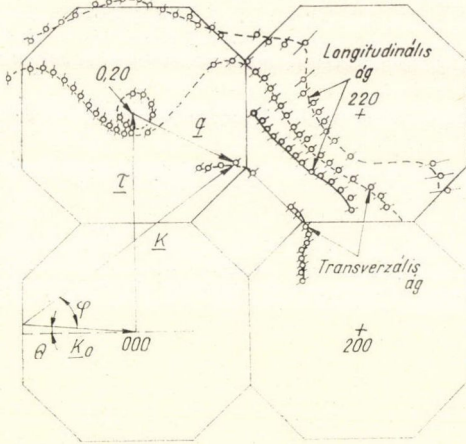 Longitudinális
ág
220
0,20
q
τ
K
Transverzális
ág
φ
θ
K₀
000
200